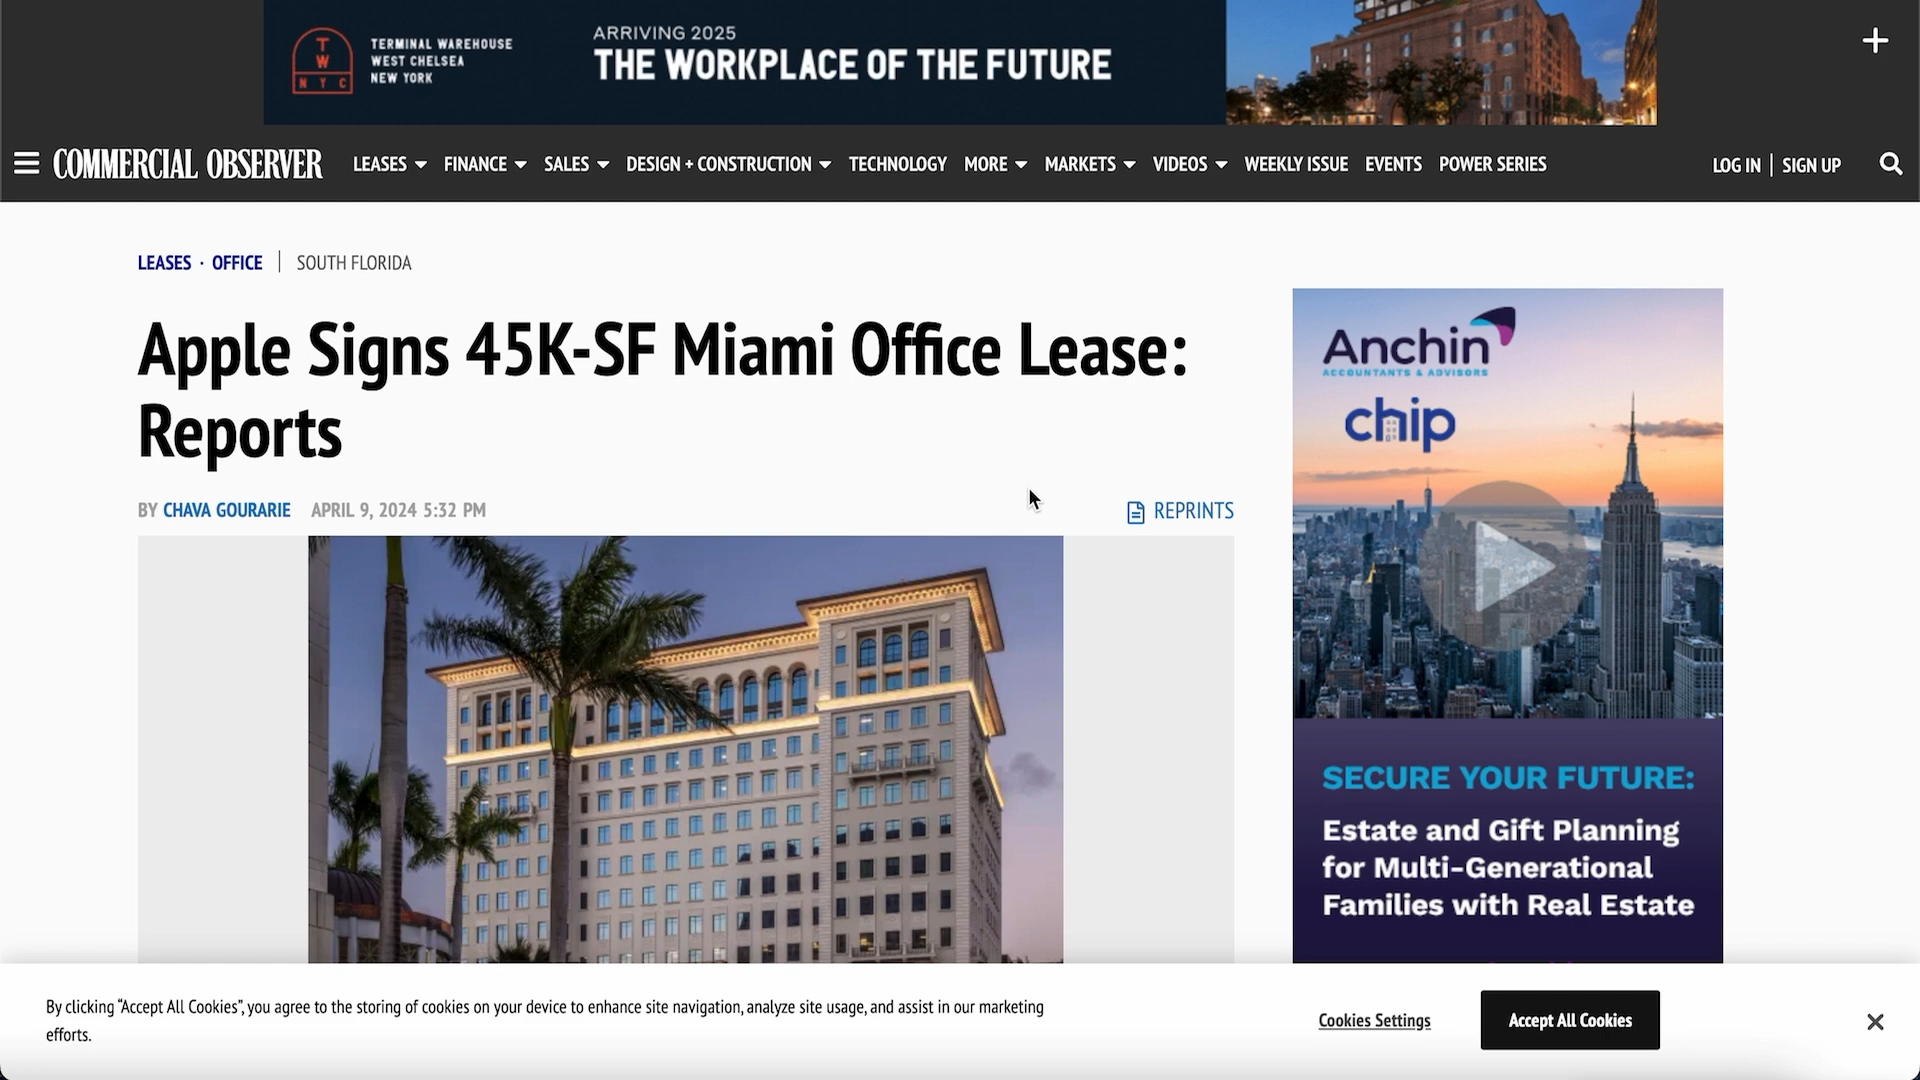 TERMINAL WAREHOUSE
WEST CHELSEA
NEW YORK
T
W
N Y C
ARRIVING 2025
THE WORKPLACE OF THE FUTURE
COMMERCIAL OBSERVER
LEASES
FINANCE
SALES
DESIGN + CONSTRUCTION
TECHNOLOGY
MORE
MARKETS
VIDEOS
WEEKLY ISSUE
EVENTS
POWER SERIES
LOG IN
SIGN UP
LEASES · OFFICE | SOUTH FLORIDA
Apple Signs 45K-SF Miami Office Lease:
Reports
BY CHAVA GOURARIE APRIL 9, 2024 5:32 PM
REPRINTS
Anchin
ACCOUNTANTS & ADVISORS
chip
SECURE YOUR FUTURE:
Estate and Gift Planning
for Multi-Generational
Families with Real Estate
By clicking “Accept All Cookies”, you agree to the storing of cookies on your device to enhance site navigation, analyze site usage, and assist in our marketing
efforts.
Cookies Settings
Accept All Cookies